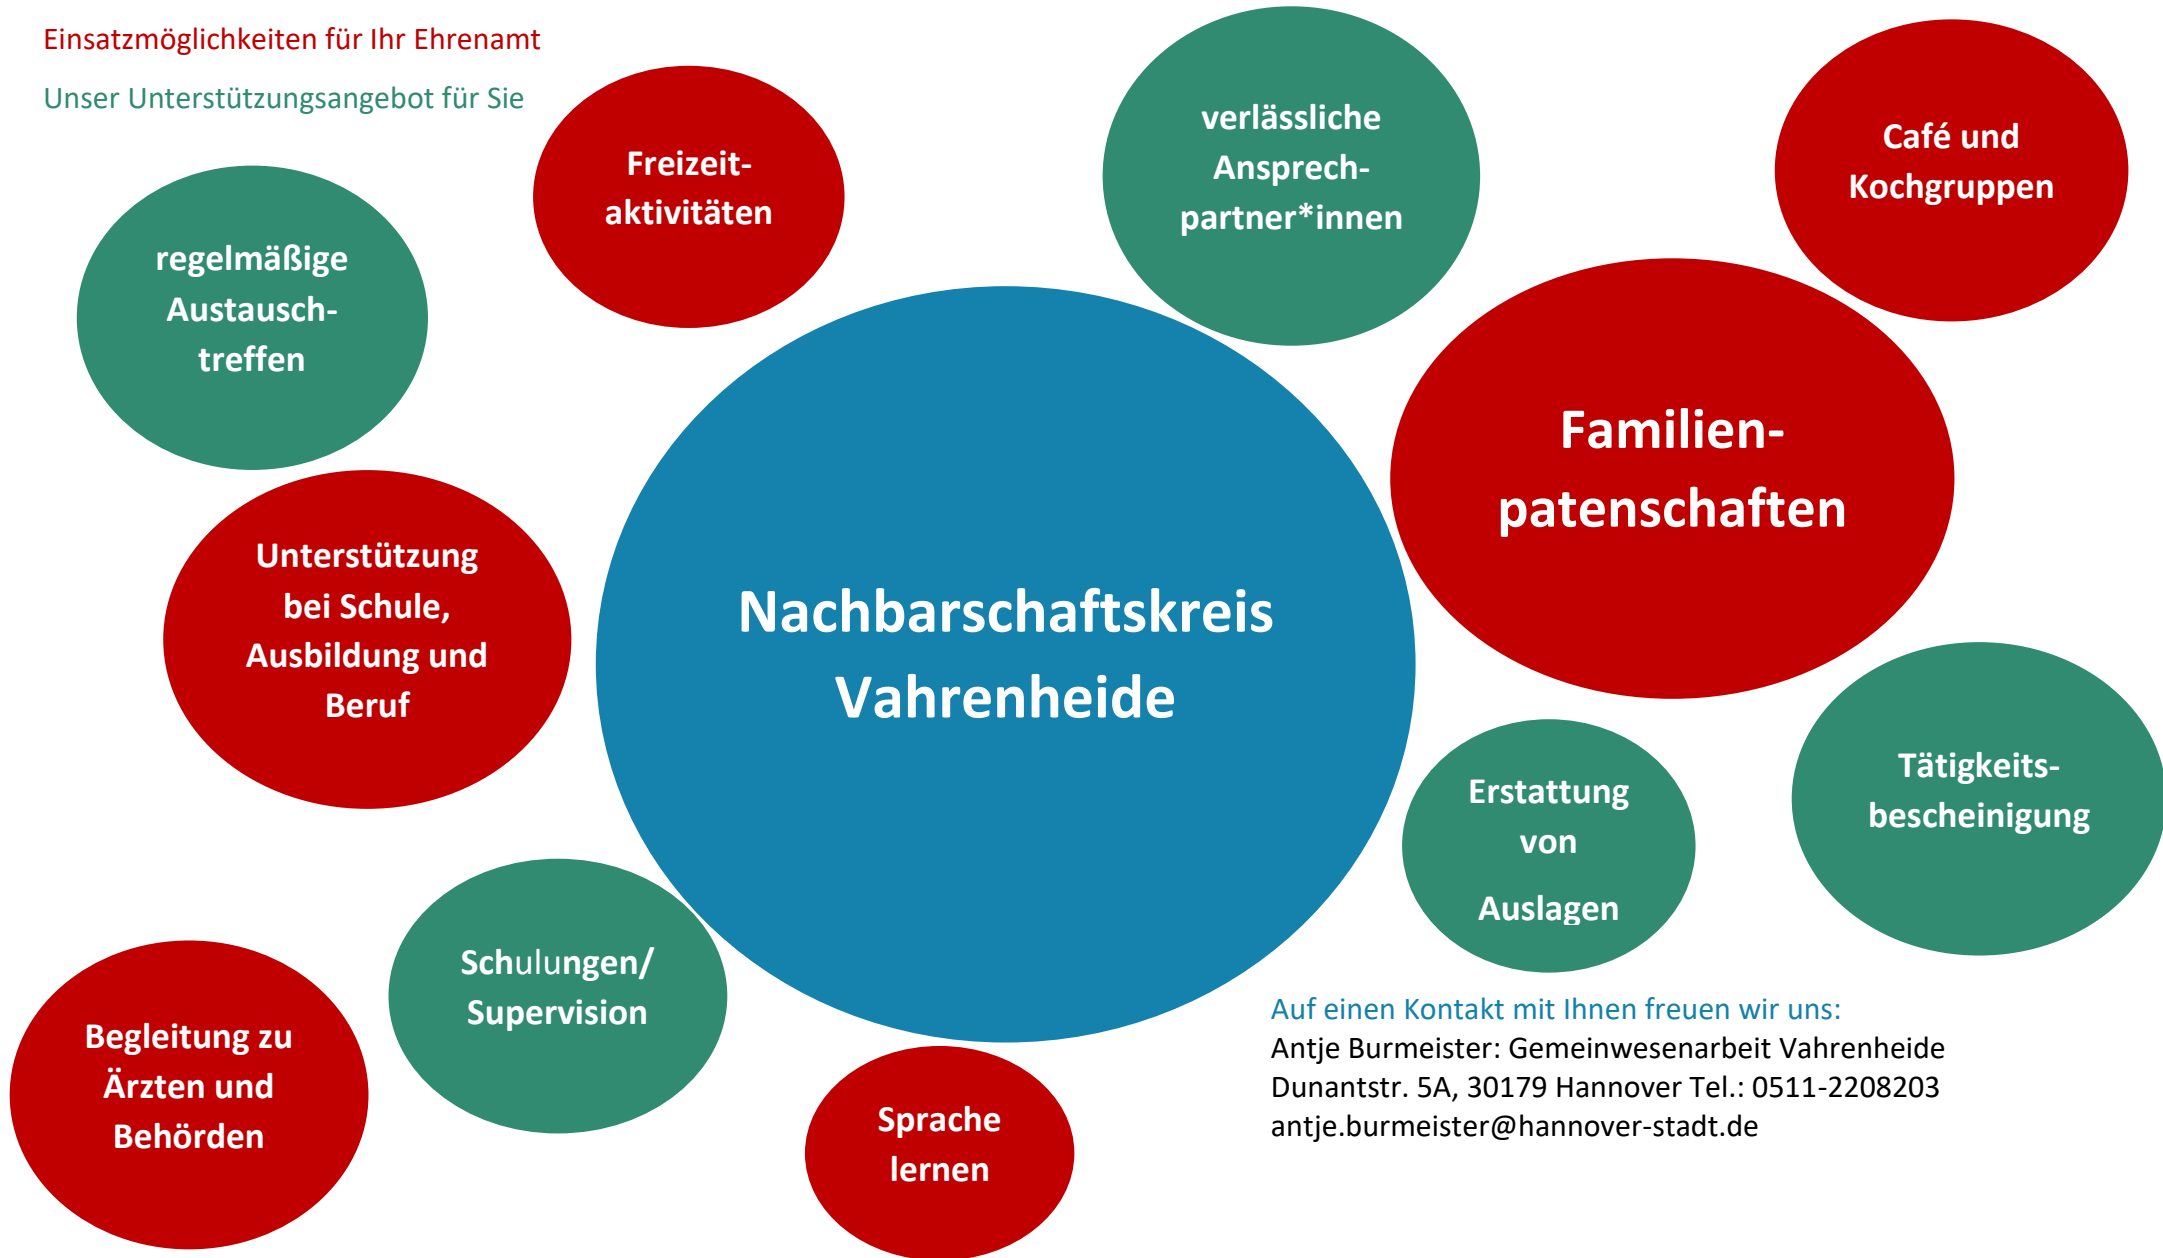 Einsatzmöglichkeiten für Ihr Ehrenamt
Unser Unterstützungsangebot für Sie
Freizeit-
aktivitäten
verlässliche
Ansprech-
partner*innen
Café und
Kochgruppen
regelmäßige
Austausch-
treffen
Familien-
patenschaften
Unterstützung
bei Schule,
Ausbildung und
Beruf
Nachbarschaftskreis
Vahrenheide
Erstattung
von
Auslagen
Tätigkeits-
bescheinigung
Schulungen/
Supervision
Begleitung zu
Ärzten und
Behörden
Sprache
lernen
Auf einen Kontakt mit Ihnen freuen wir uns:
Antje Burmeister: Gemeinwesenarbeit Vahrenheide
Dunantstr. 5A, 30179 Hannover Tel.: 0511-2208203
antje.burmeister@hannover-stadt.de